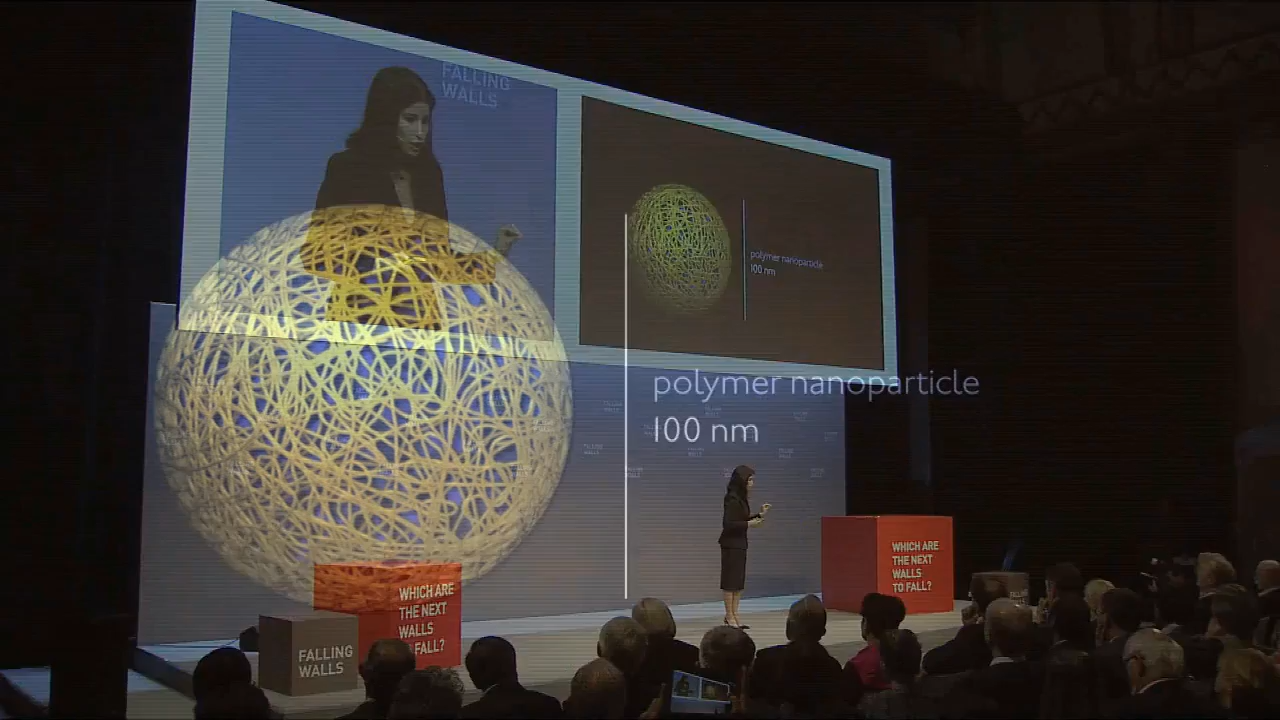 FALLING
WALLS
polymer nanoparticle
100 nm
polymer nanoparticle
100 nm
WHICH ARE
THE NEXT
WALLS
TO FALL?
WHICH ARE
THE NEXT
WALLS
FALL?
FALLING
WALLS